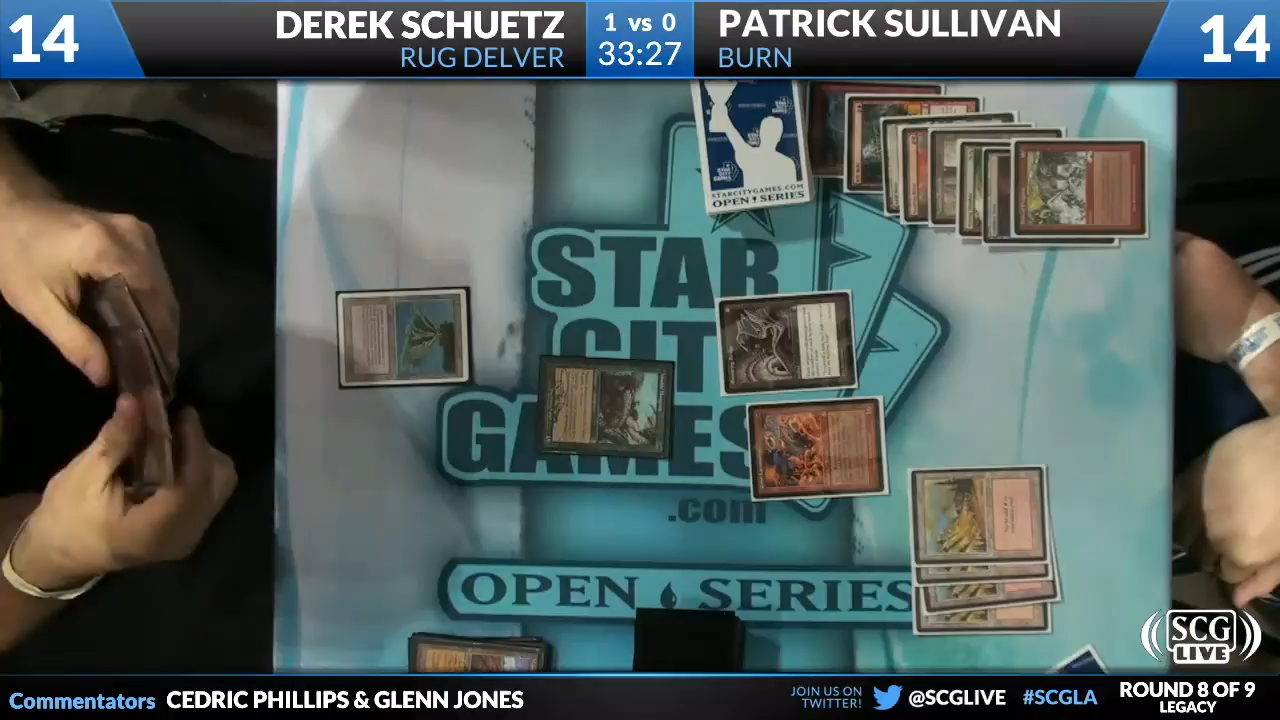 14
DEREK SCHUETZ
RUG DELVER
1 vs 0
33:27
PATRICK SULLIVAN
BURN
14
STARCITYGAMES.COM
OPEN SERIES
STAR
CIT
GAMES
.com
OPEN SERIES
SCG
LIVE
Commentators CEDRIC PHILLIPS & GLENN JONES
JOIN US ON
TWITTER!
@SCGLIVE #SCGLA
ROUND 8 OF 9
LEGACY